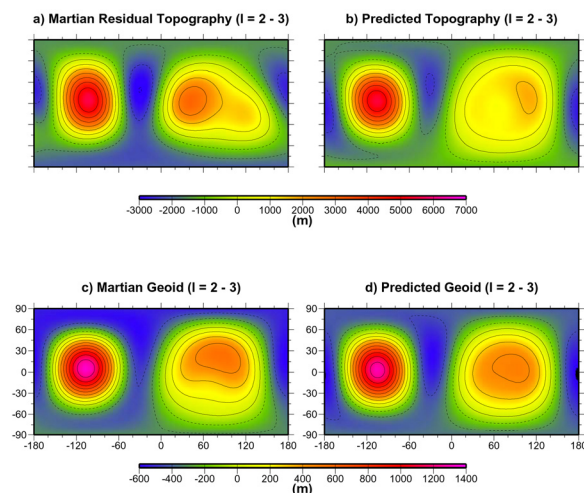 a) Martian Residual Topography (l = 2 - 3)
b) Predicted Topography (l = 2 - 3)
-3000 -2000 -1000 0 1000 2000 3000 4000 5000 6000 7000
(m)
c) Martian Geoid (l = 2 - 3)
d) Predicted Geoid (l = 2 - 3)
90 90
60 60
30 30
0 0
-30 -30
-60 -60
-90 -90
-180 -120 -60 0 60 120 180 -180 -120 -60 0 60 120 180
-600 -400 -200 0 200 400 600 800 1000 1200 1400
(m)